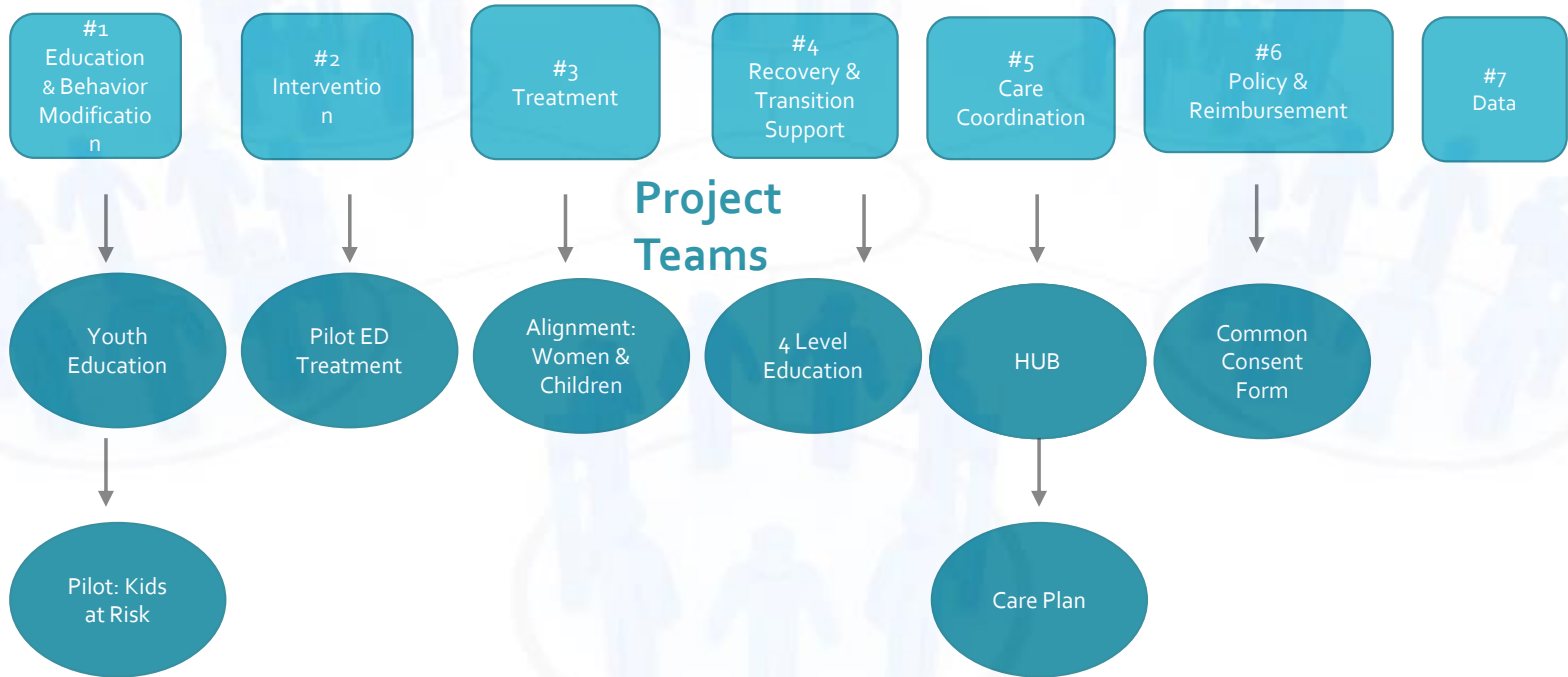 #1
Education
& Behavior
Modificatio
n
#2
Interventio
n
#3
Treatment
#4
Recovery &
Transition
Support
#5
Care
Coordination
#6
Policy &
Reimbursement
#7
Data
Project
Teams
Youth
Education
Pilot ED
Treatment
Alignment:
Women &
Children
4 Level
Education
HUB
Common
Consent
Form
Pilot: Kids
at Risk
Care Plan